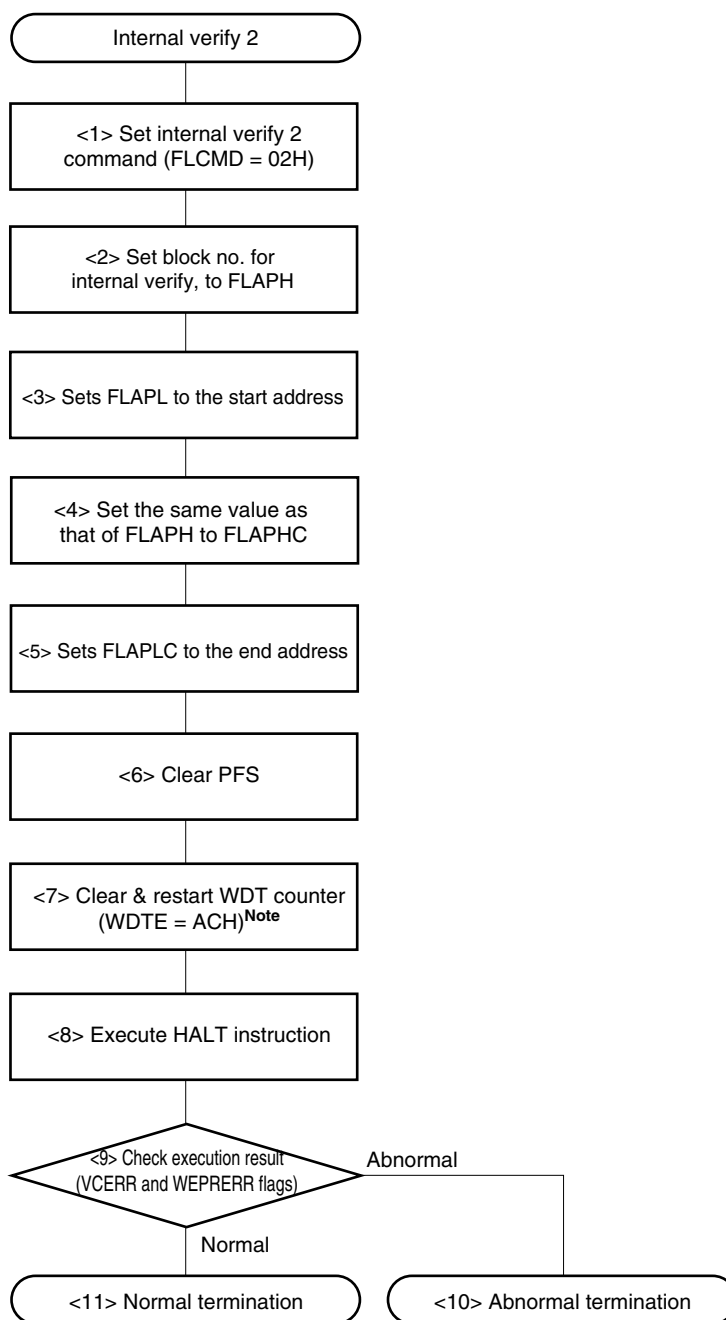 Internal verify 2
<1> Set internal verify 2
command (FLCMD = 02H)
<2> Set block no. for
internal verify, to FLAPH
<3> Sets FLAPL to the start address
<4> Set the same value as
that of FLAPH to FLAPHC
<5> Sets FLAPLC to the end address
<6> Clear PFS
<7> Clear & restart WDT counter
(WDTE = ACH)Note
<8> Execute HALT instruction
<9> Check execution result
(VCERR and WEPRERR flags)
Abnormal
Normal
<11> Normal termination
<10> Abnormal termination